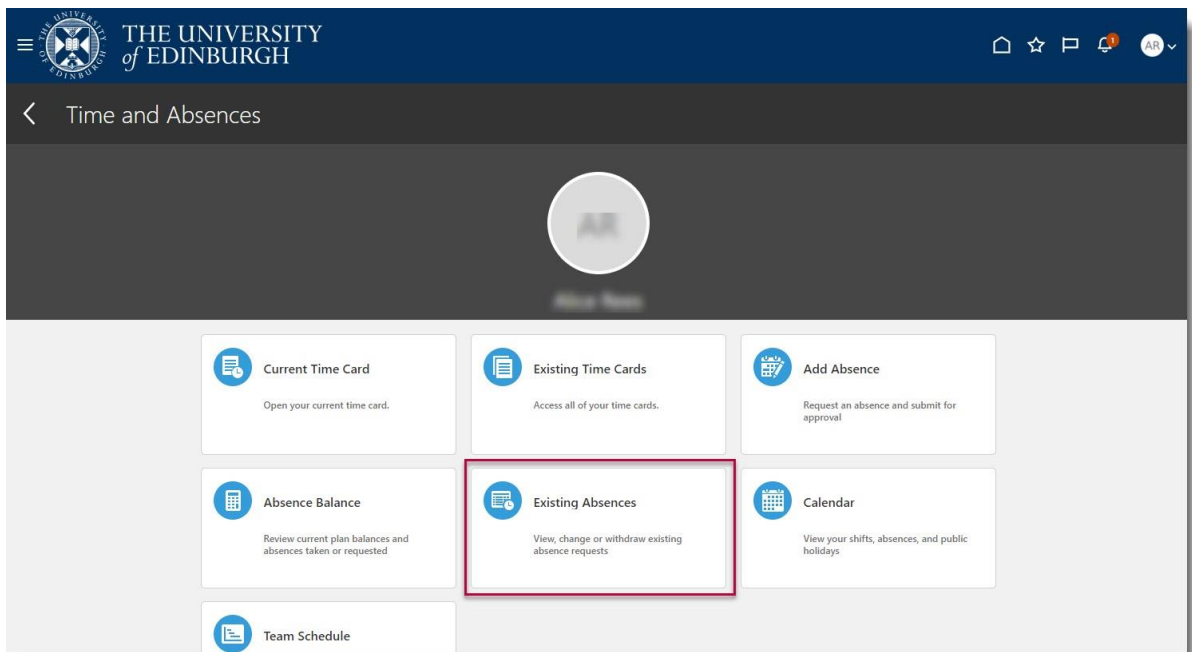 THE UNIVERSITY
of EDINBURGH
1
AR
Time and Absences
AR
Current Time Card
Open your current time card.
Existing Time Cards
Access all of your time cards.
Add Absence
Request an absence and submit for
approval
Absence Balance
Review current plan balances and
absences taken or requested
Existing Absences
View, change or withdraw existing
absence requests
Calendar
View your shifts, absences, and public
holidays
Team Schedule